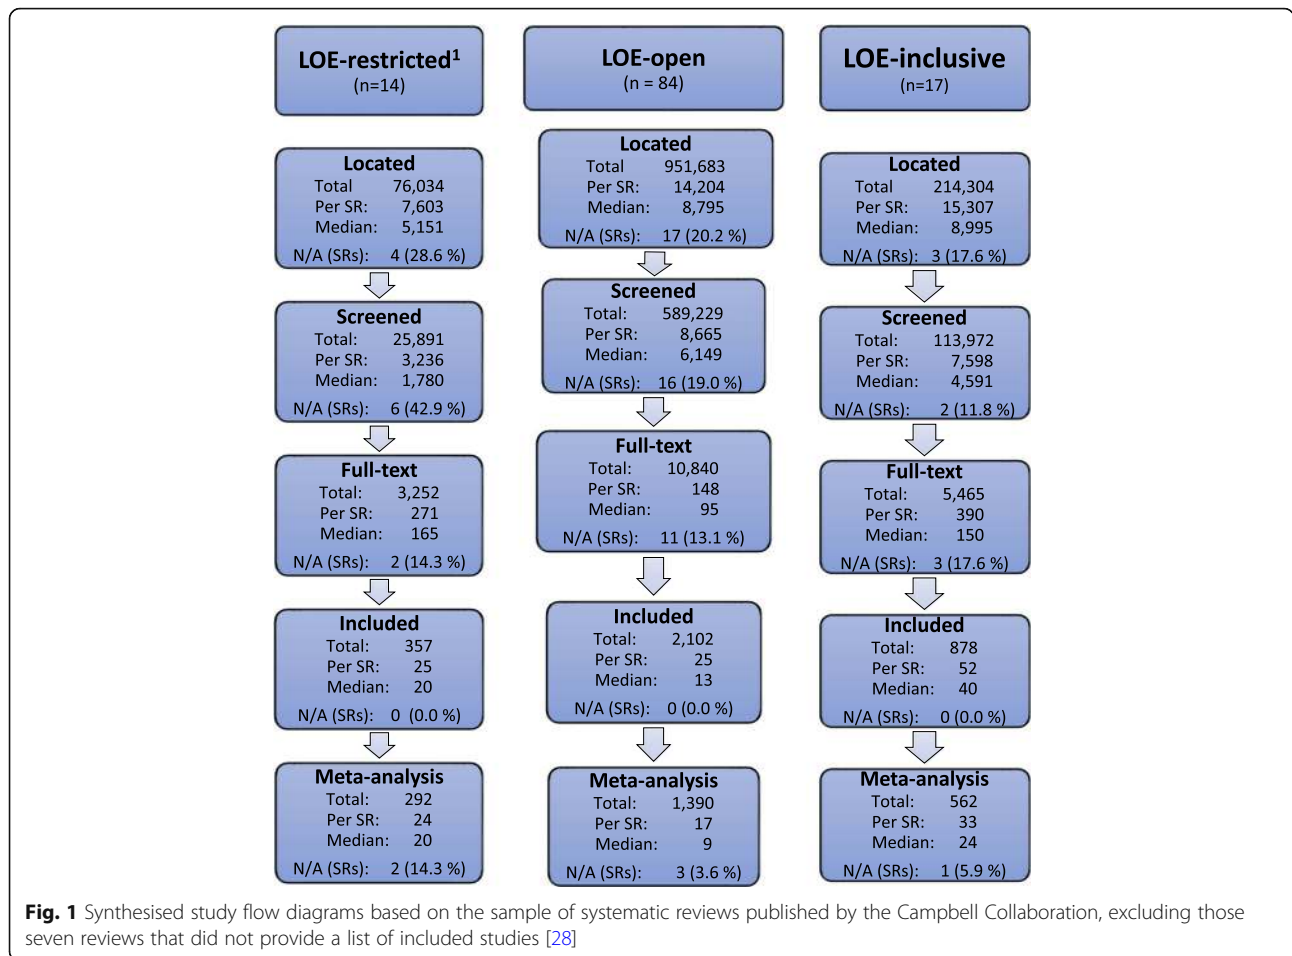 LOE-restricted1
(n=14)
Located
Total 76,034
Per SR: 7,603
Median: 5,151
N/A (SRs): 4 (28.6 %)
Screened
Total: 25,891
Per SR: 3,236
Median: 1,780
N/A (SRs): 6 (42.9 %)
Full-text
Total: 3,252
Per SR: 271
Median: 165
N/A (SRs): 2 (14.3 %)
Included
Total: 357
Per SR: 25
Median: 20
N/A (SRs): 0 (0.0 %)
Meta-analysis
Total: 292
Per SR: 24
Median: 20
N/A (SRs): 2 (14.3 %)
LOE-open
(n = 84)
Located
Total 951,683
Per SR: 14,204
Median: 8,795
N/A (SRs): 17 (20.2 %)
Screened
Total: 589,229
Per SR: 8,665
Median: 6,149
N/A (SRs): 16 (19.0 %)
Full-text
Total: 10,840
Per SR: 148
Median: 95
N/A (SRs): 11 (13.1 %)
Included
Total: 2,102
Per SR: 25
Median: 13
N/A (SRs): 0 (0.0 %)
Meta-analysis
Total: 1,390
Per SR: 17
Median: 9
N/A (SRs): 3 (3.6 %)
LOE-inclusive
(n=17)
Located
Total 214,304
Per SR: 15,307
Median: 8,995
N/A (SRs): 3 (17.6 %)
Screened
Total: 113,972
Per SR: 7,598
Median: 4,591
N/A (SRs): 2 (11.8 %)
Full-text
Total: 5,465
Per SR: 390
Median: 150
N/A (SRs): 3 (17.6 %)
Included
Total: 878
Per SR: 52
Median: 40
N/A (SRs): 0 (0.0 %)
Meta-analysis
Total: 562
Per SR: 33
Median: 24
N/A (SRs): 1 (5.9 %)
Fig. 1 Synthesised study flow diagrams based on the sample of systematic reviews published by the Campbell Collaboration, excluding those
seven reviews that did not provide a list of included studies [28]